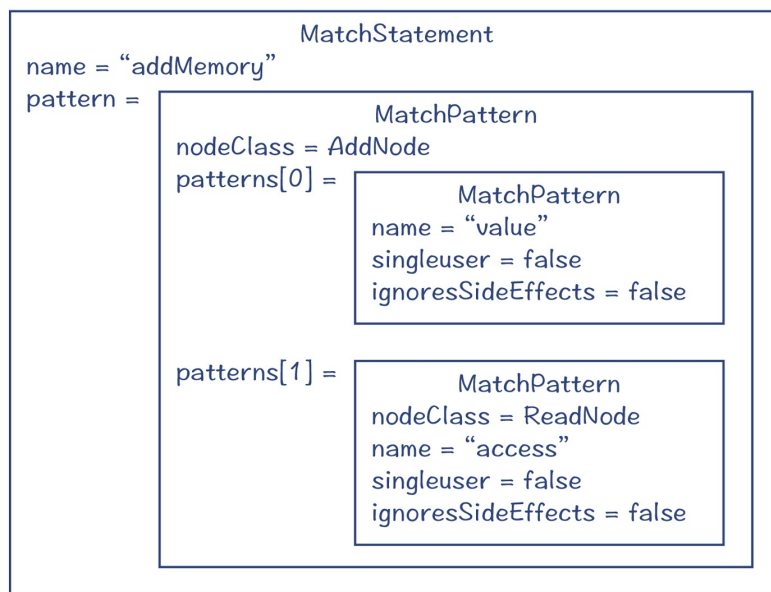 MatchStatement
name = “addMemory”
pattern =
MatchPattern
nodeClass = AddNode
patterns[0] =
MatchPattern
name = “value”
singleuser = false
ignoresSideEffects = false
patterns[1] =
MatchPattern
nodeClass = ReadNode
name = “access”
singleuser = false
ignoresSideEffects = false